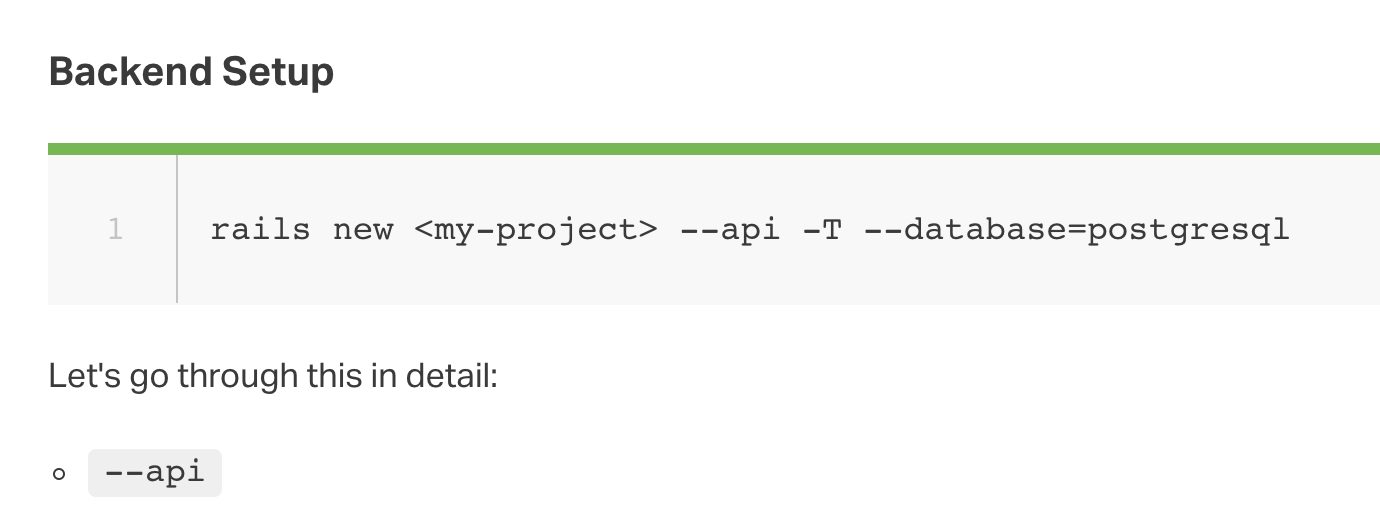 Backend Setup
1 rails new <my-project> --api -T --database=postgresql
Let's go through this in detail:
--api